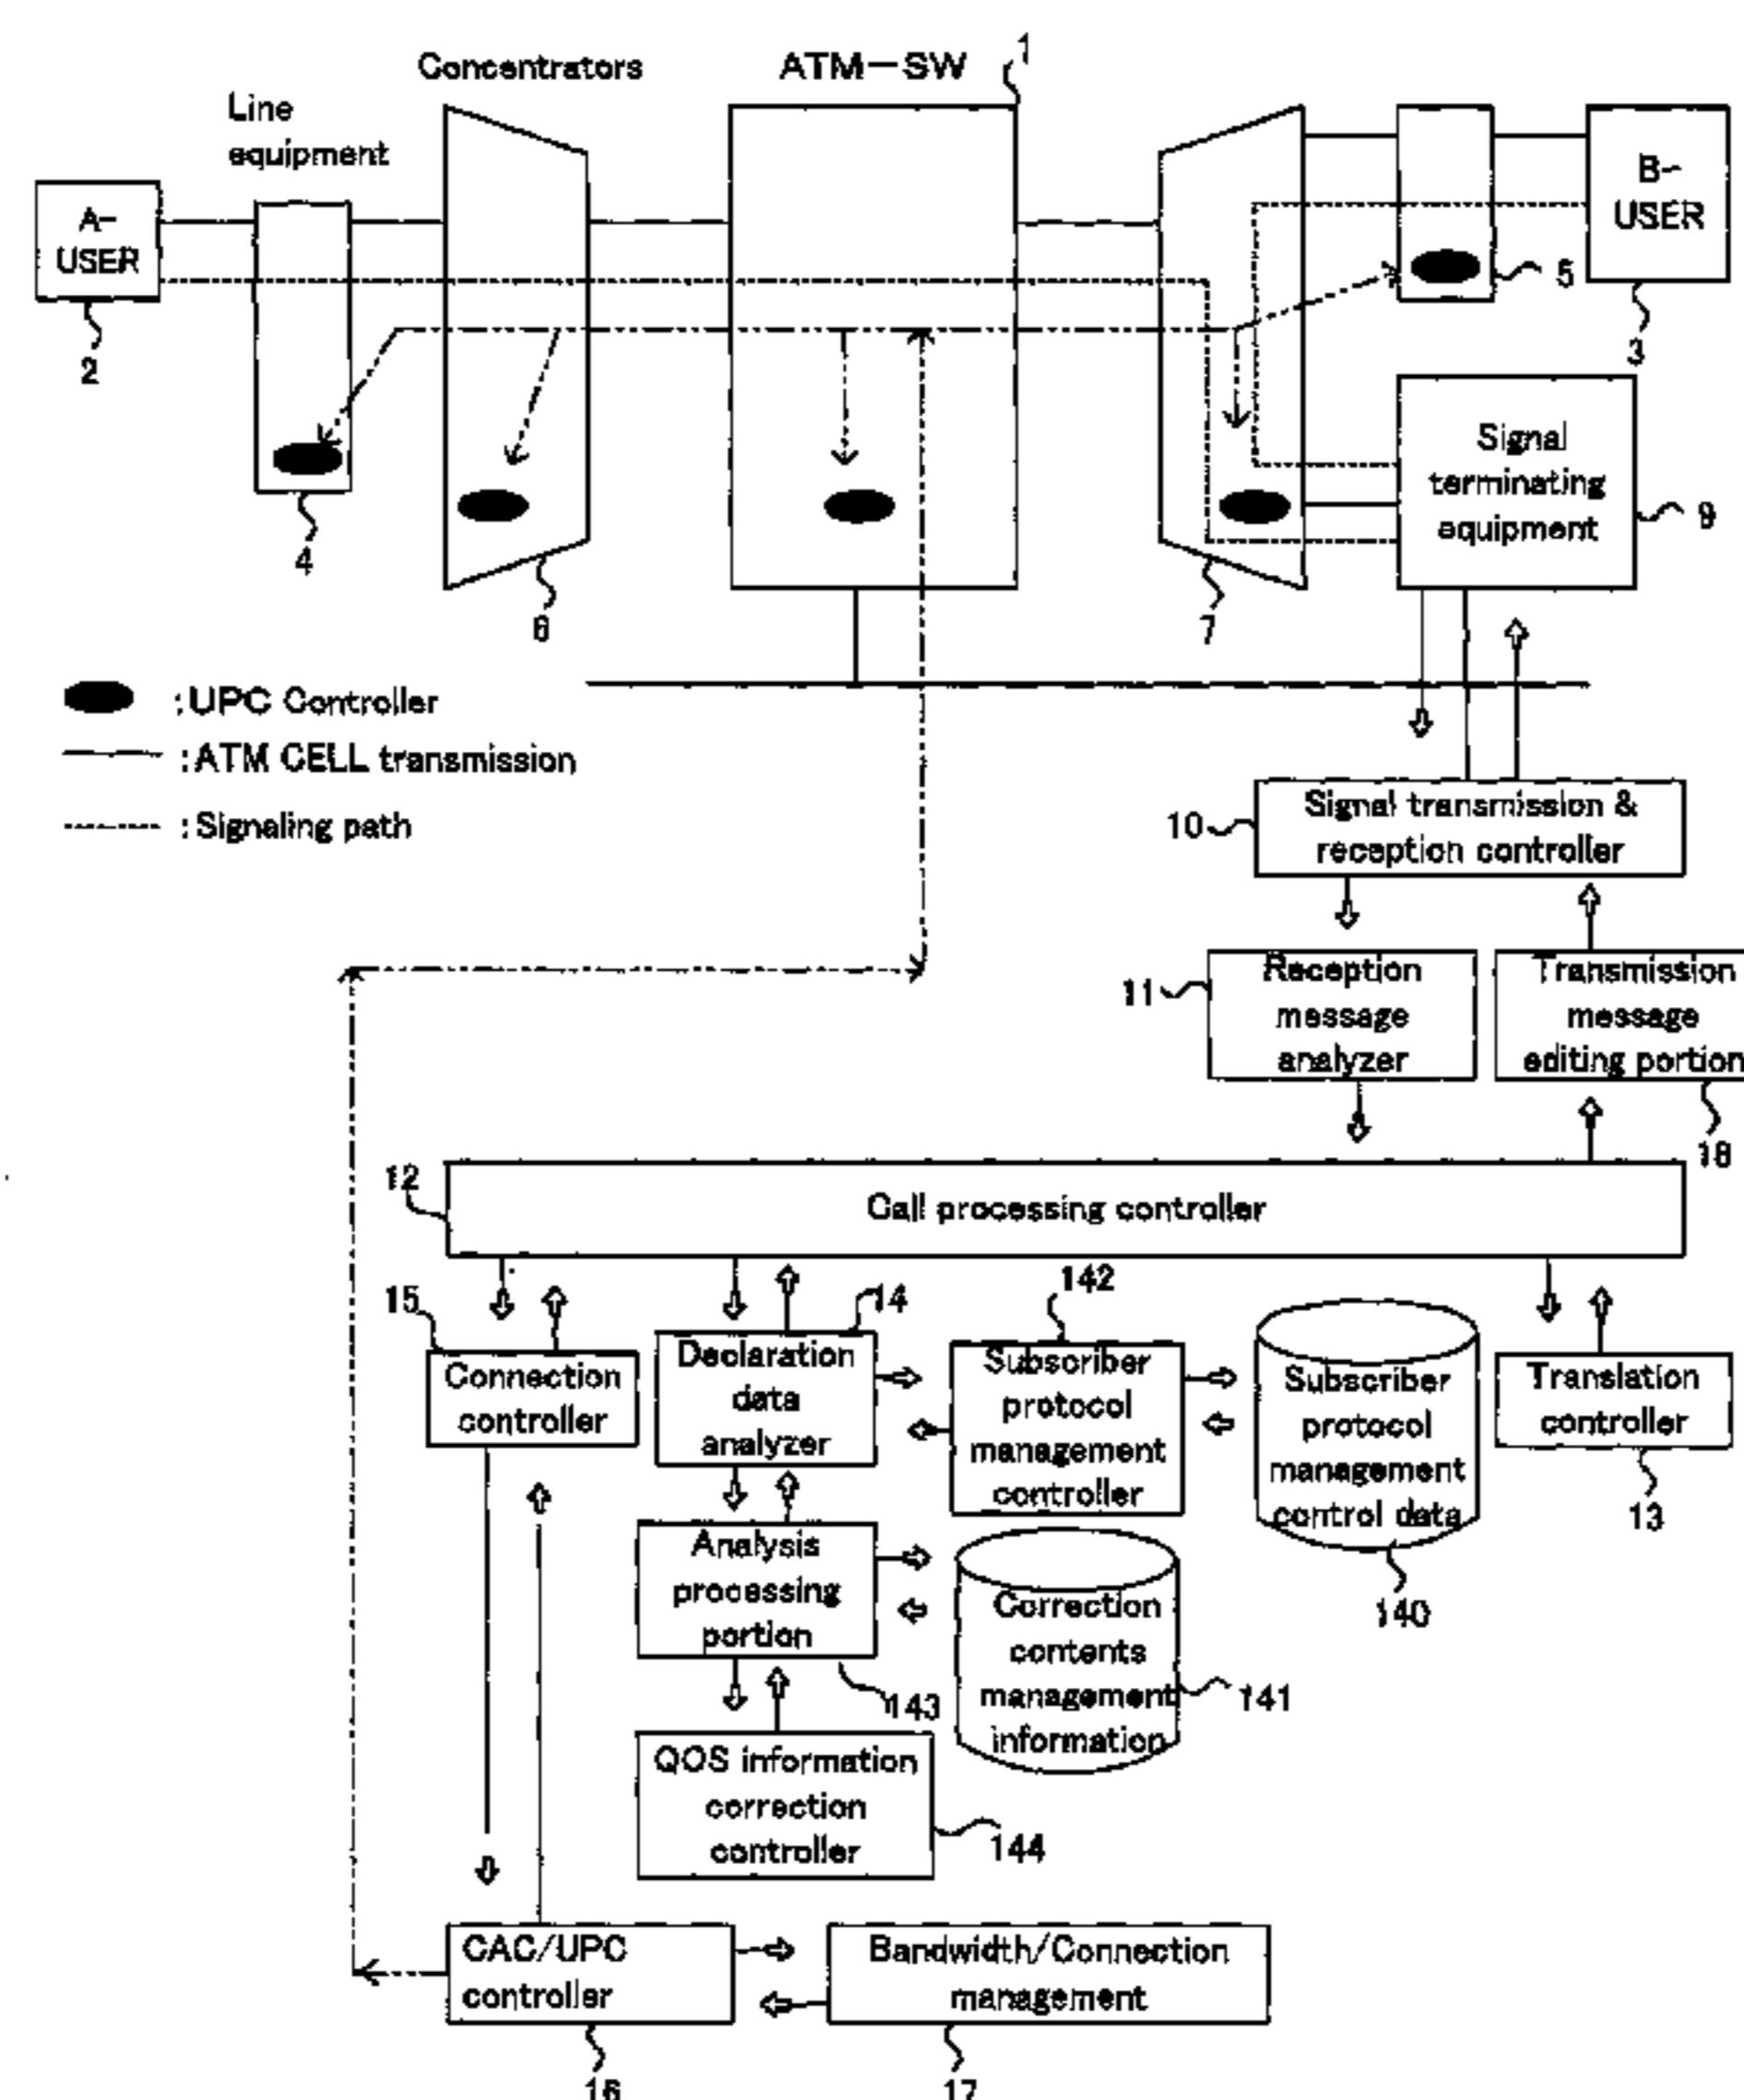 Concentrators
ATM-SW
1
Line
equipment
A-
USER
2
B-
USER
3
5
4
6
7
Signal
terminating
equipment
9
:UPC Controller
:ATM CELL transmission
:Signaling path
10
Signal transmission &
reception controller
11
Reception
message
analyzer
Transmission
message
editing portion
18
12
Call processing controller
15
Connection
controller
14
Declaration
data
analyzer
142
Subscriber
protocol
management
controller
Subscriber
protocol
management
control data
140
Translation
controller
13
Analysis
processing
portion
143
Correction
contents
management
information
141
QOS information
correction
controller
144
CAC/UPC
controller
16
Bandwidth/Connection
management
17